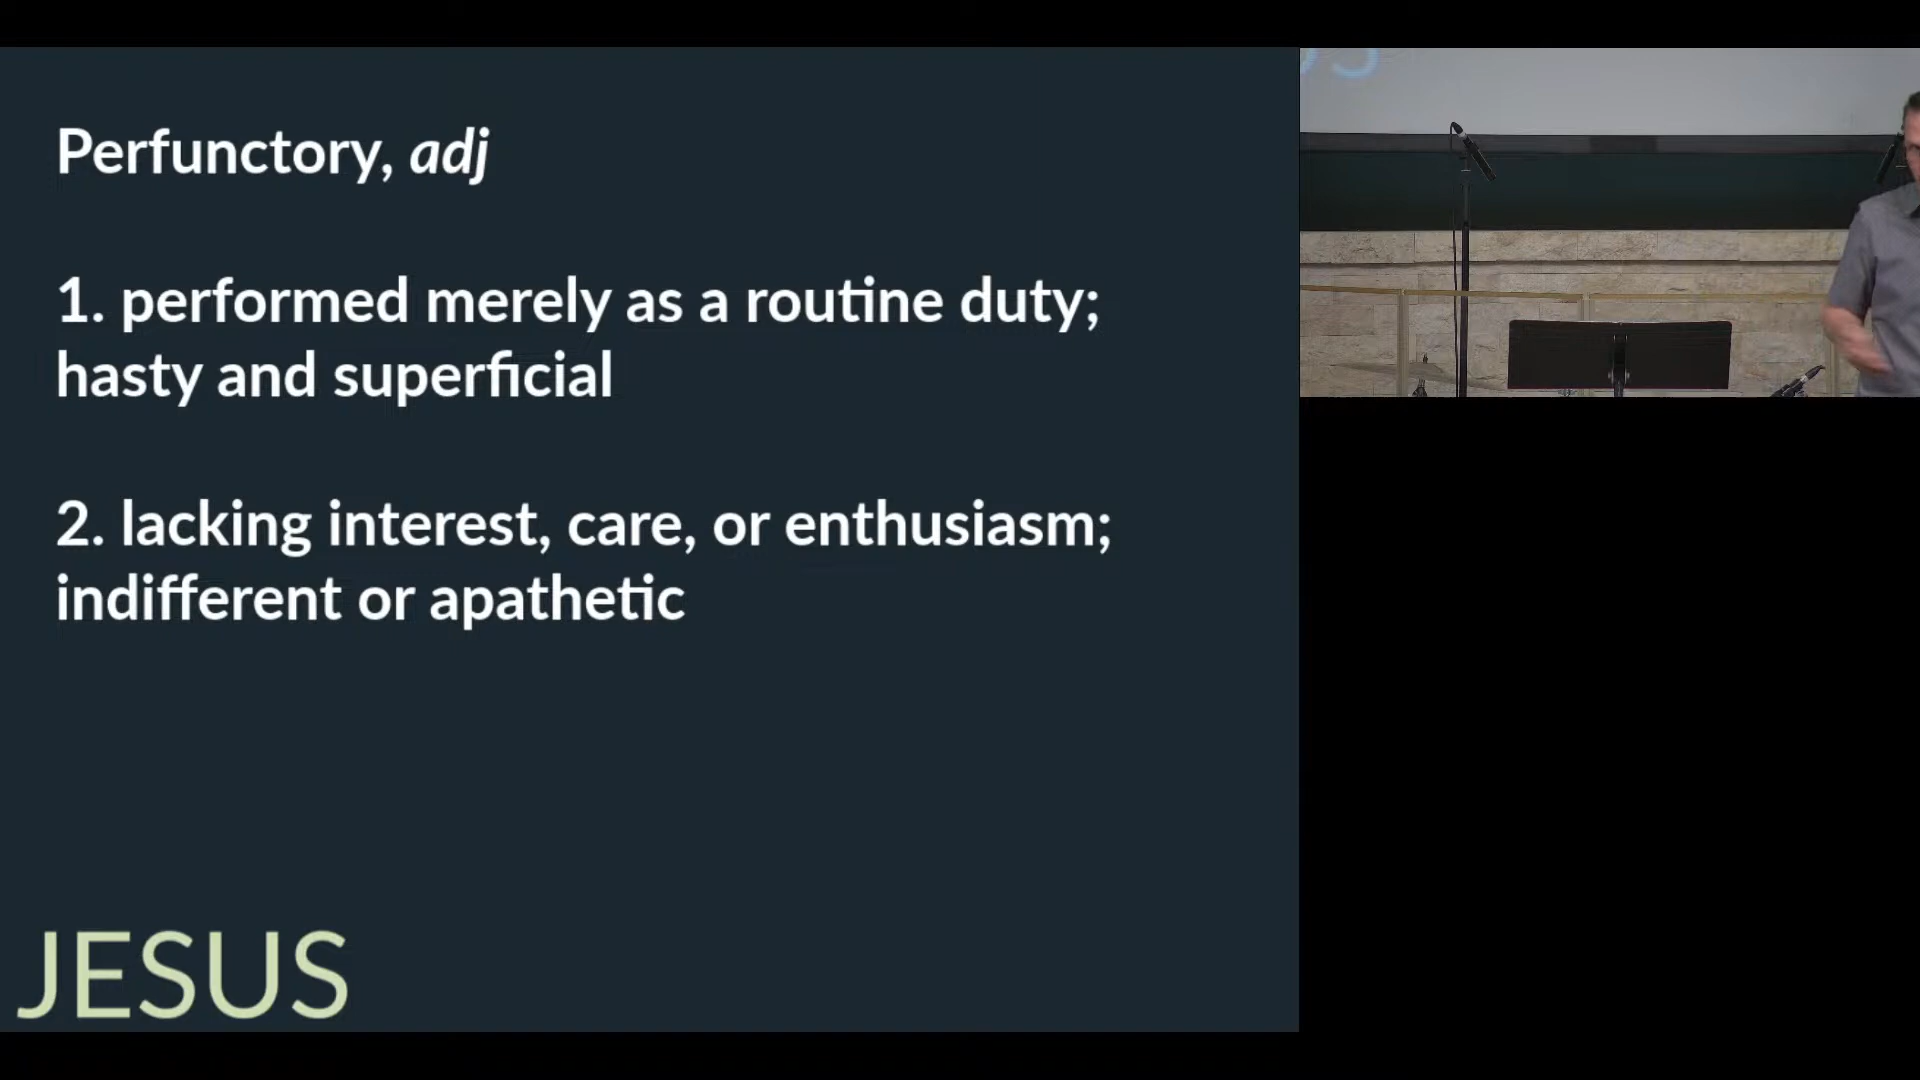 Perfunctory, adj
1. performed merely as a routine duty;
hasty and superficial
2. lacking interest, care, or enthusiasm;
indifferent or apathetic
JESUS